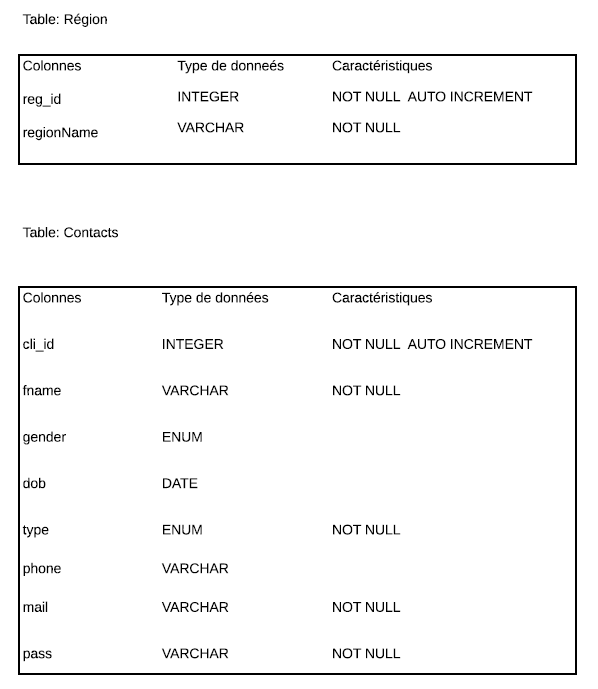 Table: Région
Colonnes Type de donneés Caractéristiques
reg_id INTEGER NOT NULL AUTO INCREMENT
regionName VARCHAR NOT NULL
Table: Contacts
Colonnes Type de données Caractéristiques
cli_id INTEGER NOT NULL AUTO INCREMENT
fname VARCHAR NOT NULL
gender ENUM
dob DATE
type ENUM NOT NULL
phone VARCHAR
mail VARCHAR NOT NULL
pass VARCHAR NOT NULL